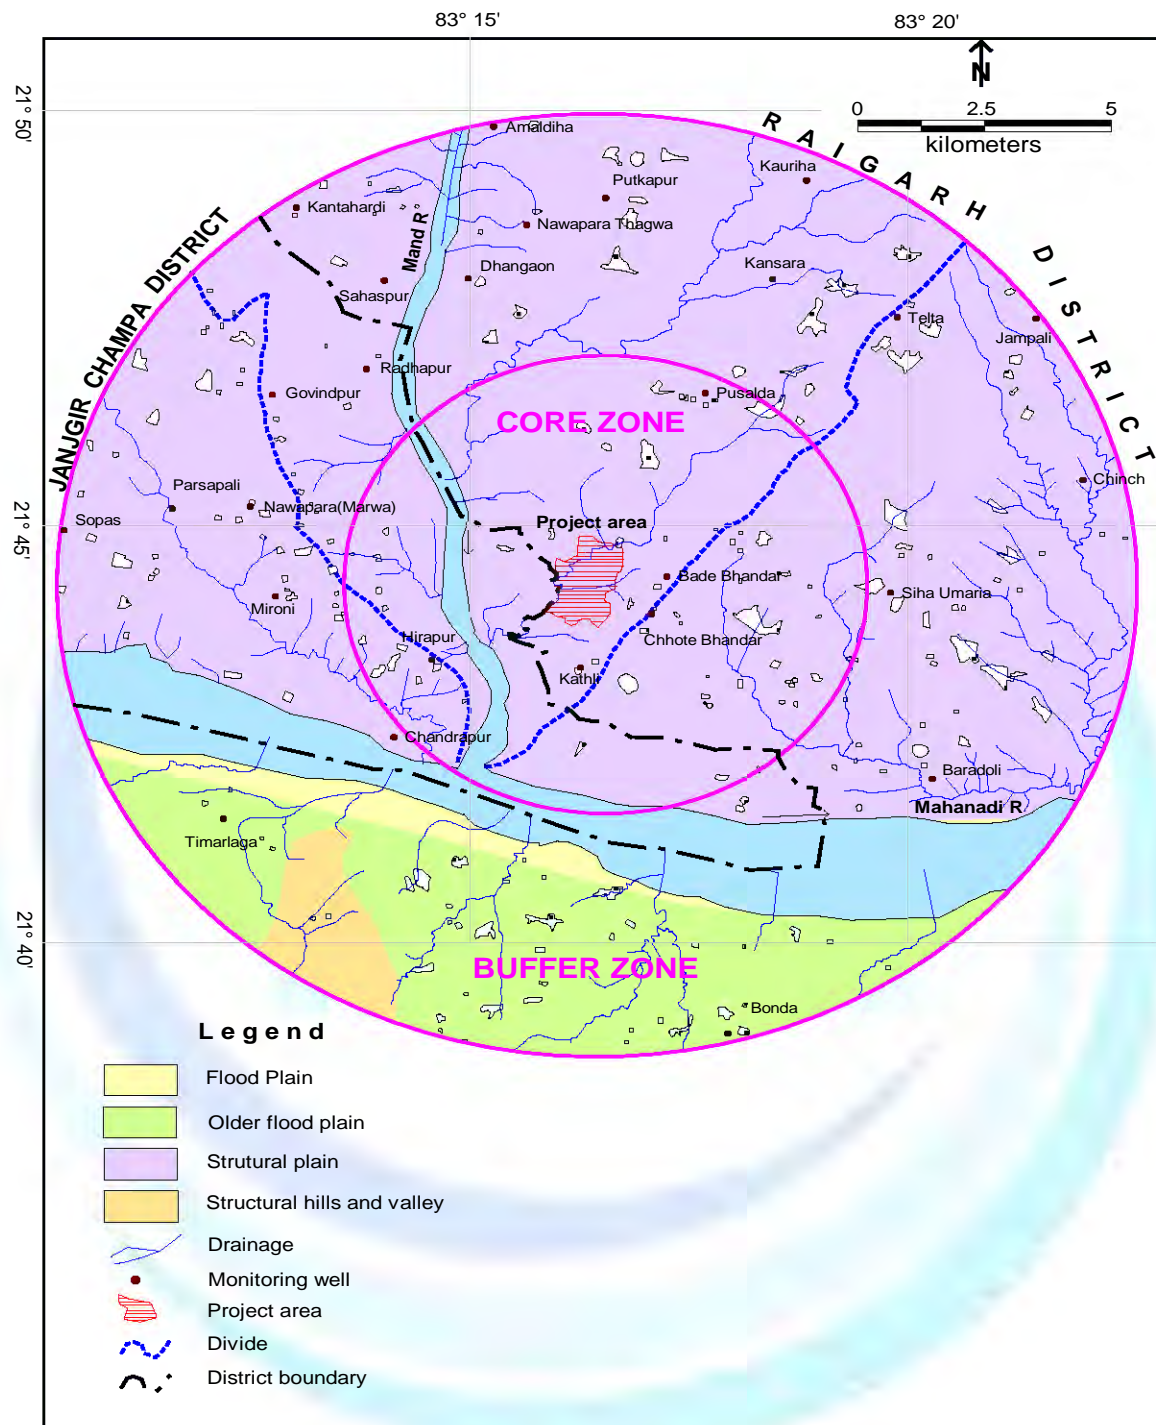 83° 15'
83° 20'
N
21° 50'
0 2.5 5
kilometers
RAIGARH DISTRICT
JANJGIR CHAMPA DISTRICT
Amaldiha
Kauriha
Putkapur
Kantahardi
Nawapara Thagwa
Mand R
Dhangaon
Kansara
Sahaspur
Telta
Jampali
Radhapur
Govindpur
Pusalda
CORE ZONE
Chinch
Parsapali
Nawapara(Marwa)
Sopas
21° 45'
Project area
Bade Bhandar
Siha Umaria
Mironi
Chhote Bhandar
Hirapur
Kathli
Chandrapur
Baradoli
Mahanadi R
Timarlaga
21° 40'
BUFFER ZONE
Bonda
Legend
Flood Plain
Older flood plain
Strutural plain
Structural hills and valley
Drainage
Monitoring well
Project area
Divide
District boundary